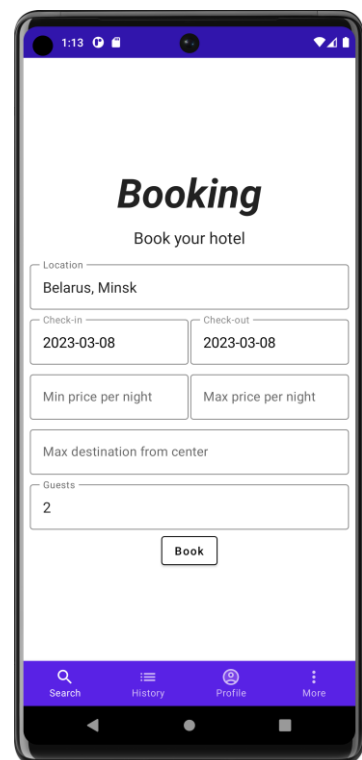 1:13
Booking
Book your hotel
Location
Belarus, Minsk
Check-in
Check-out
2023-03-08
2023-03-08
Min price per night
Max price per night
Max destination from center
Guests
2
Book
Search
History
Profile
More